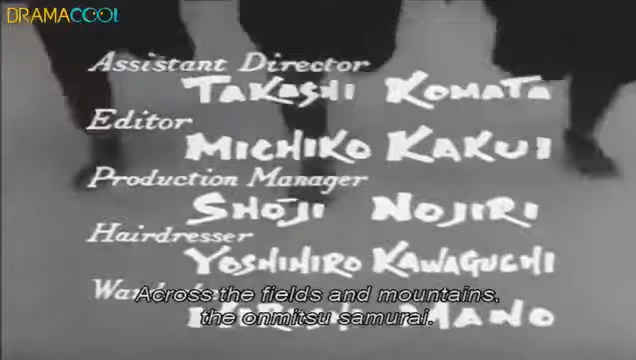 DRAMACOOL
Assistant Director
TAKASHI KOMATA
Editor
MICHIKO KAKUI
Production Manager
SHOJI NOJIRI
Hairdresser
YOSHIHIRO KAWAGUCHI
Across the fields and mountains,
the onmitsu samurai.